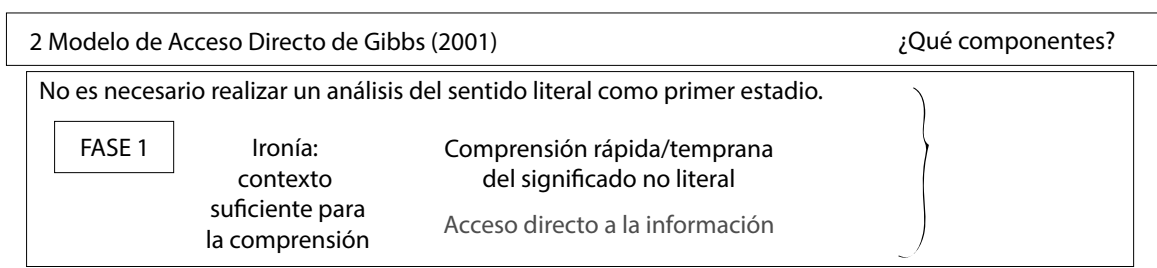 2 Modelo de Acceso Directo de Gibbs (2001) ¿Qué componentes?
No es necesario realizar un análisis del sentido literal como primer estadio.
FASE 1
Ironía:
contexto
suficiente para
la comprensión
Comprensión rápida/temprana
del significado no literal
Acceso directo a la información